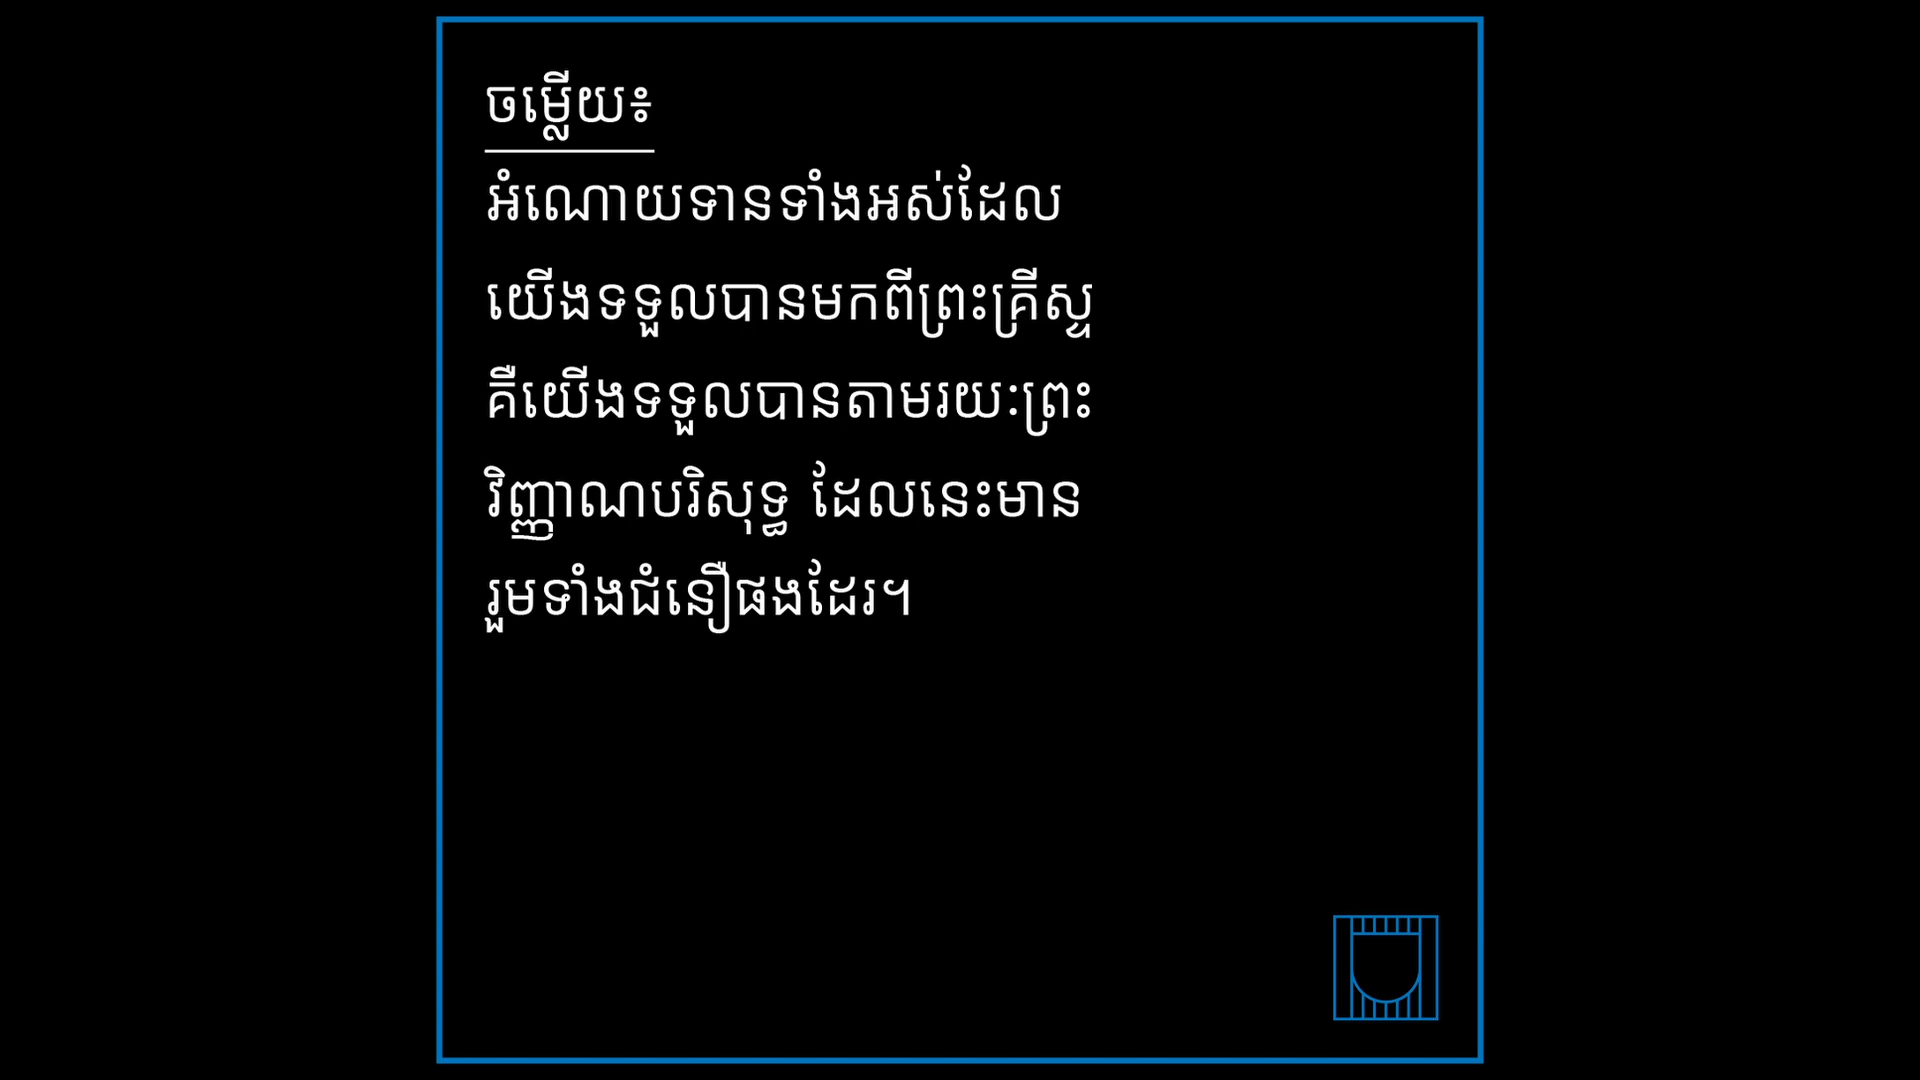 ចម្លើយ៖
អំណោយទានទាំងអស់ដែល
យើងទទួលបានមកពីព្រះគ្រីស្ទ
គឺយើងទទួលបានតាមរយៈព្រះ
វិញ្ញាណបរិសុទ្ធ ដែលនេះមាន
រួមទាំងជំនឿផងដែរ។